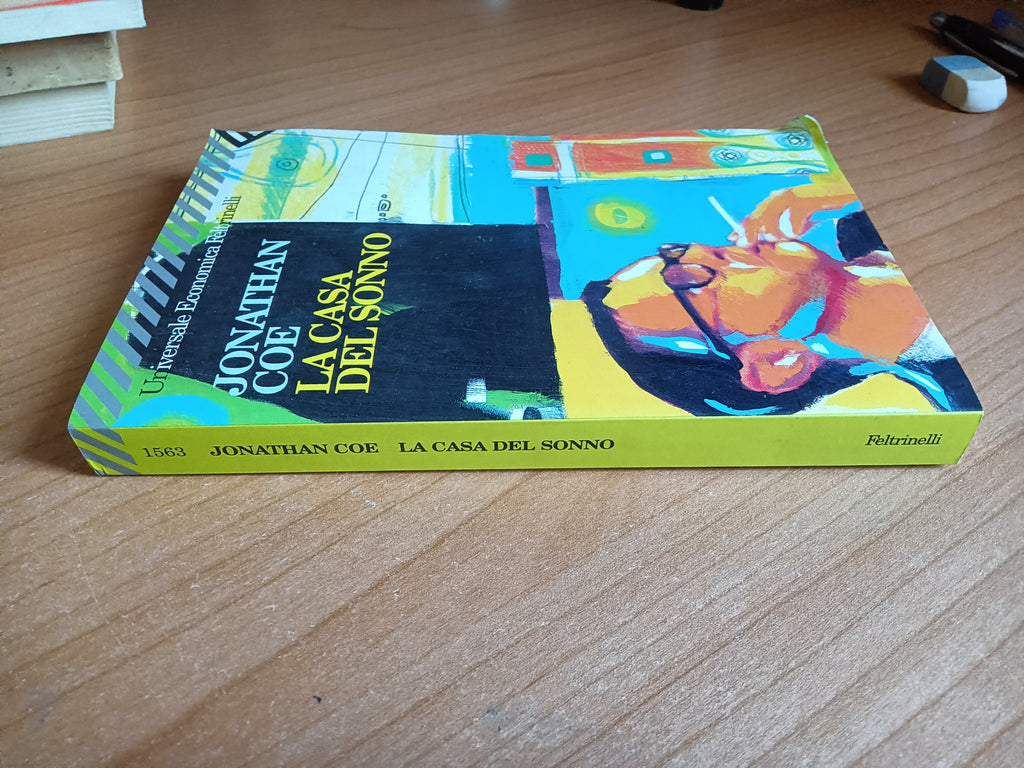 Universale Economica Feltrinelli
JONATHAN
COE
LA CASA
DEL SONNO
1563 JONATHAN COE LA CASA DEL SONNO Feltrinelli